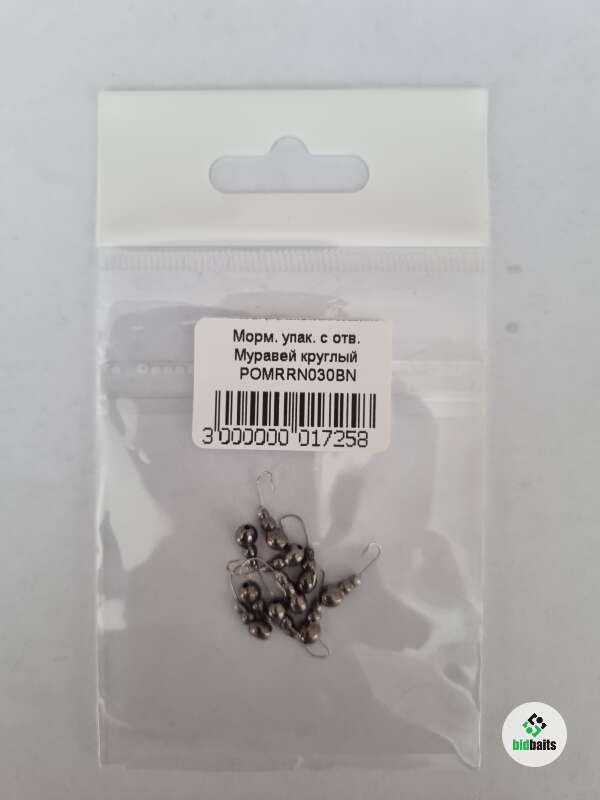 Морм. упак. с отв.
Муравей круглый
POMRRN030BN
3 000000 017258
bidbaits